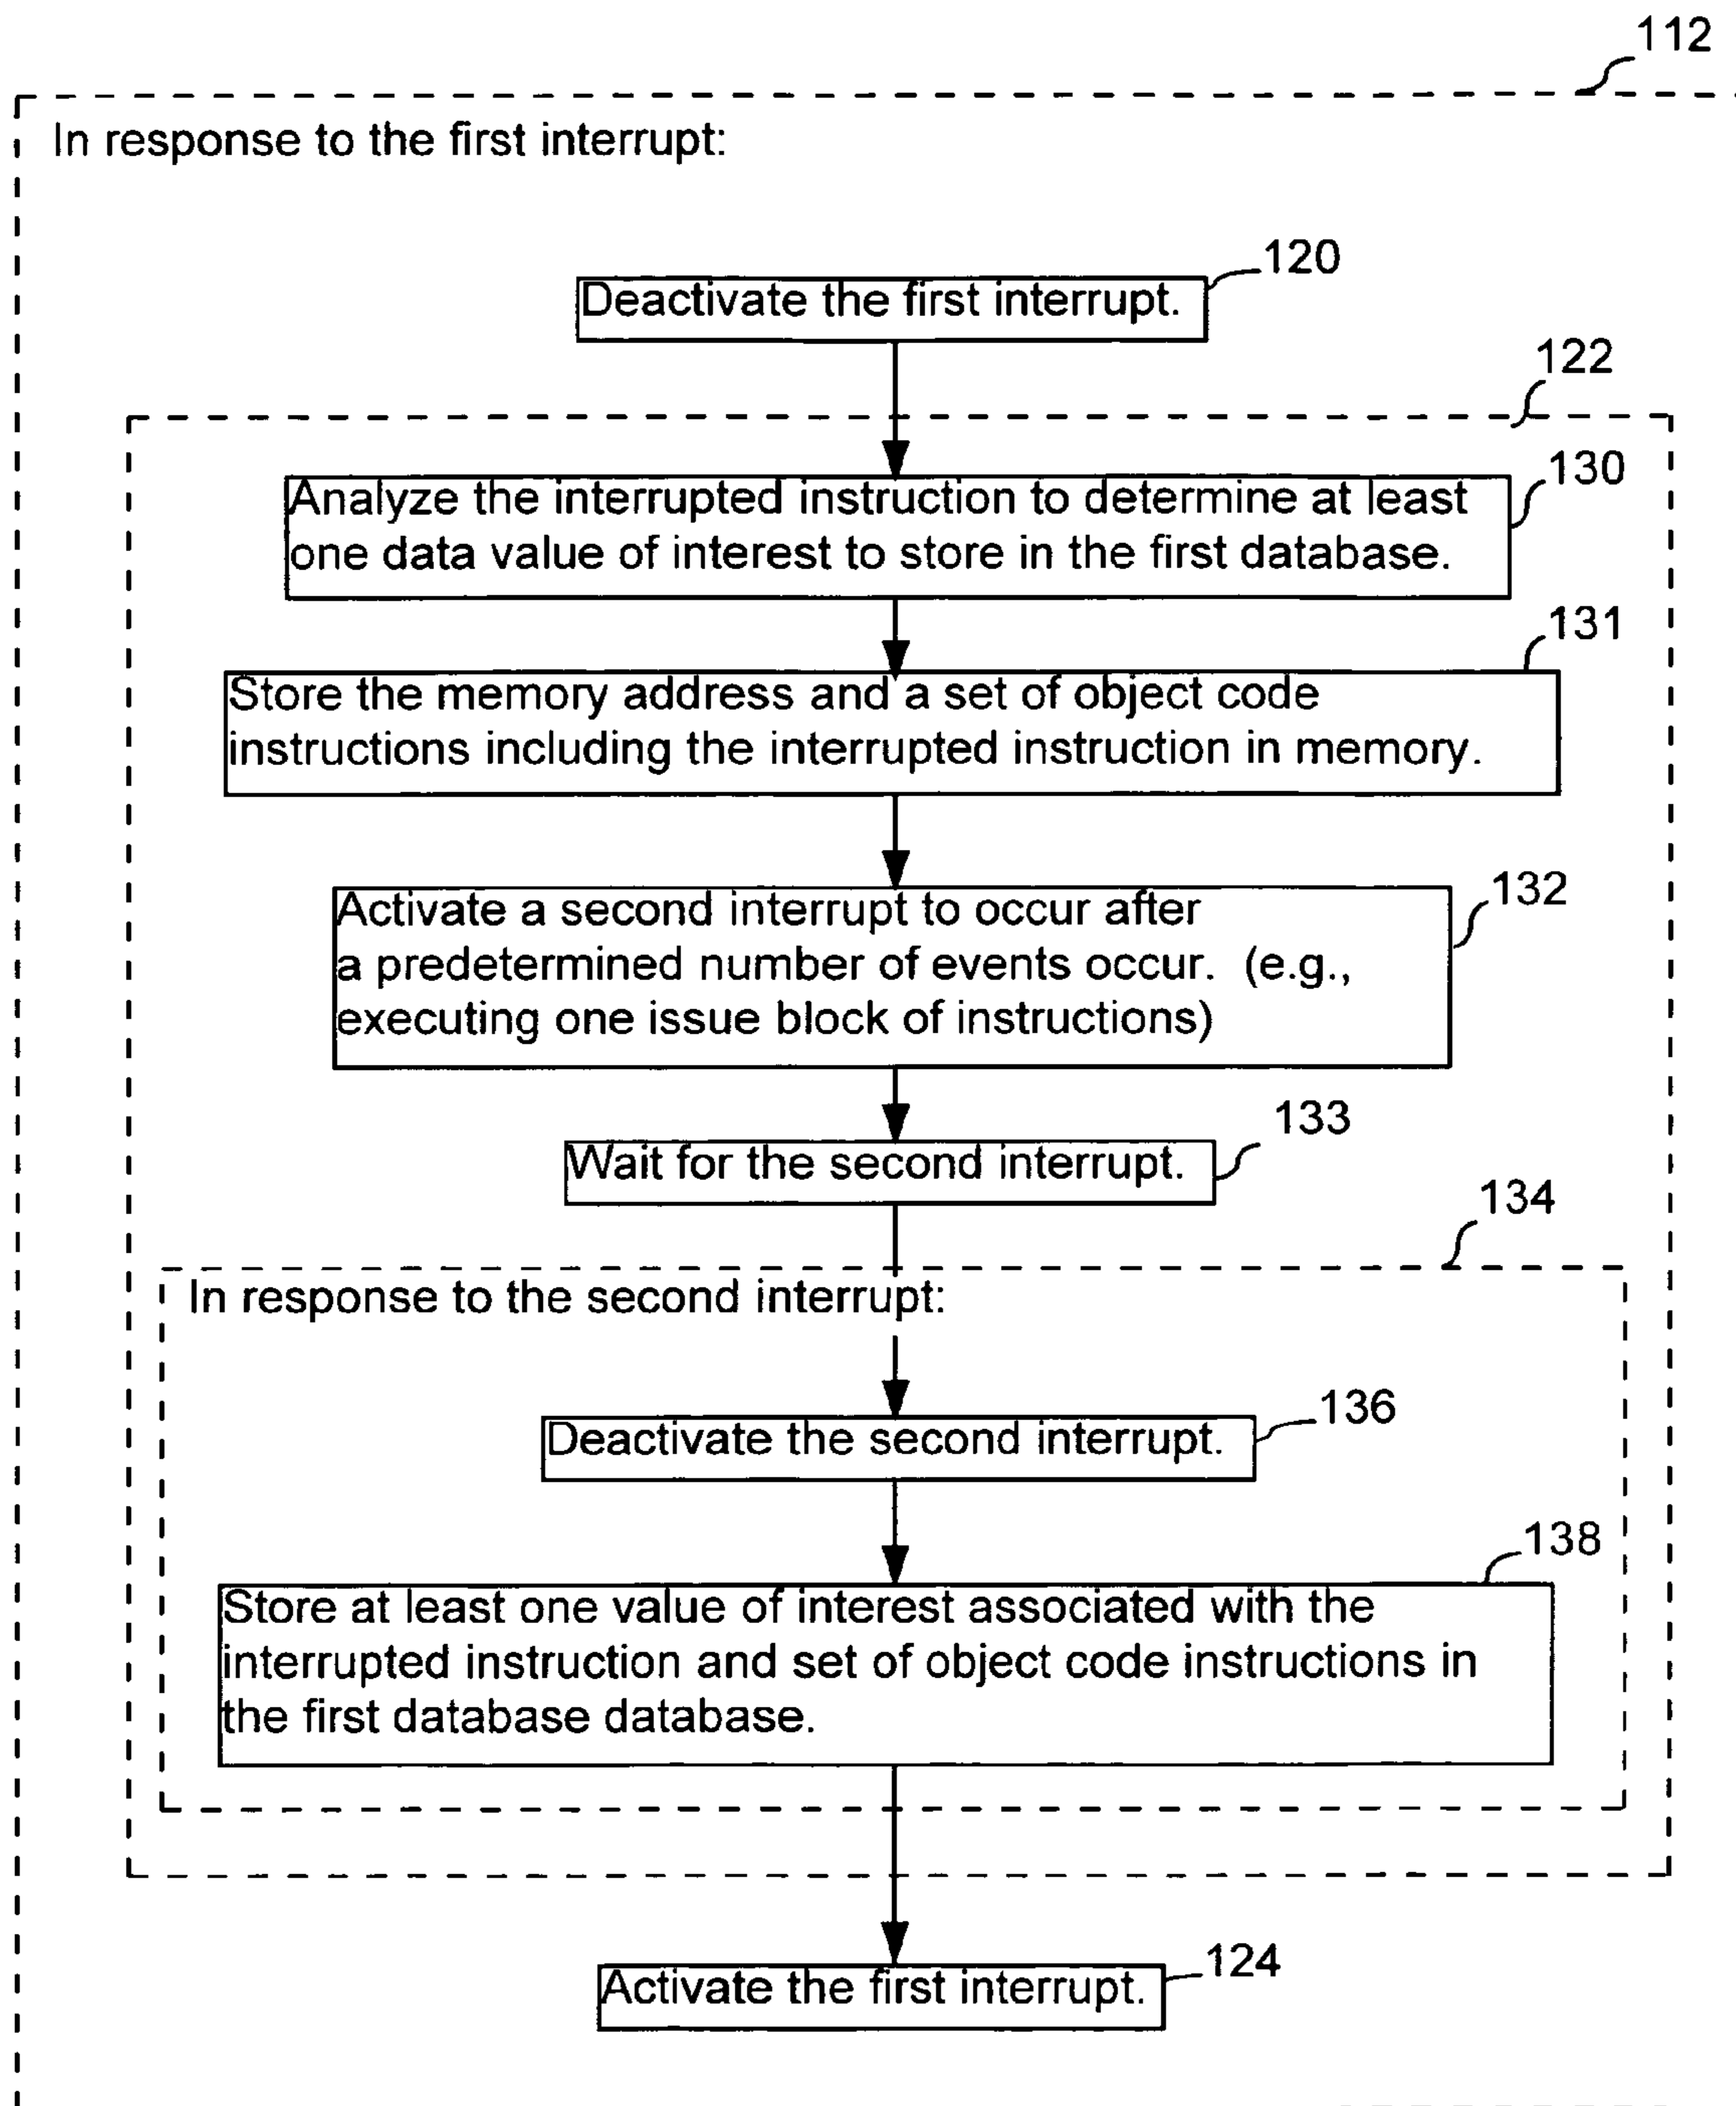 112
In response to the first interrupt:
120
Deactivate the first interrupt.
122
130
Analyze the interrupted instruction to determine at least
one data value of interest to store in the first database.
131
Store the memory address and a set of object code
instructions including the interrupted instruction in memory.
132
Activate a second interrupt to occur after
a predetermined number of events occur. (e.g.,
executing one issue block of instructions)
133
Wait for the second interrupt.
134
In response to the second interrupt:
136
Deactivate the second interrupt.
138
Store at least one value of interest associated with the
interrupted instruction and set of object code instructions in
the first database database.
124
Activate the first interrupt.